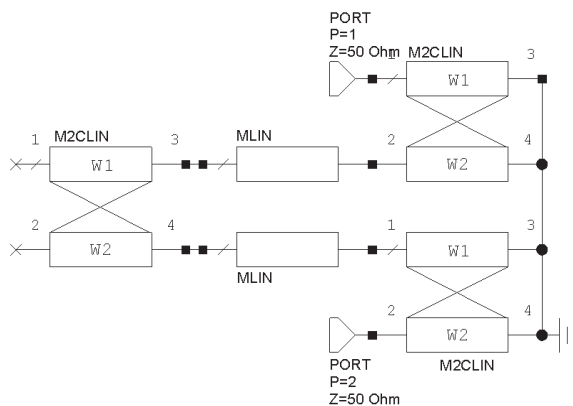 PORT
P=1
Z=50 Ohm
1 M2CLIN 3
W1
1 M2CLIN 3 MLIN 2 4
W1 W2
2 4 1 3
W2 W1
MLIN
2 4
W2
PORT M2CLIN
P=2
Z=50 Ohm